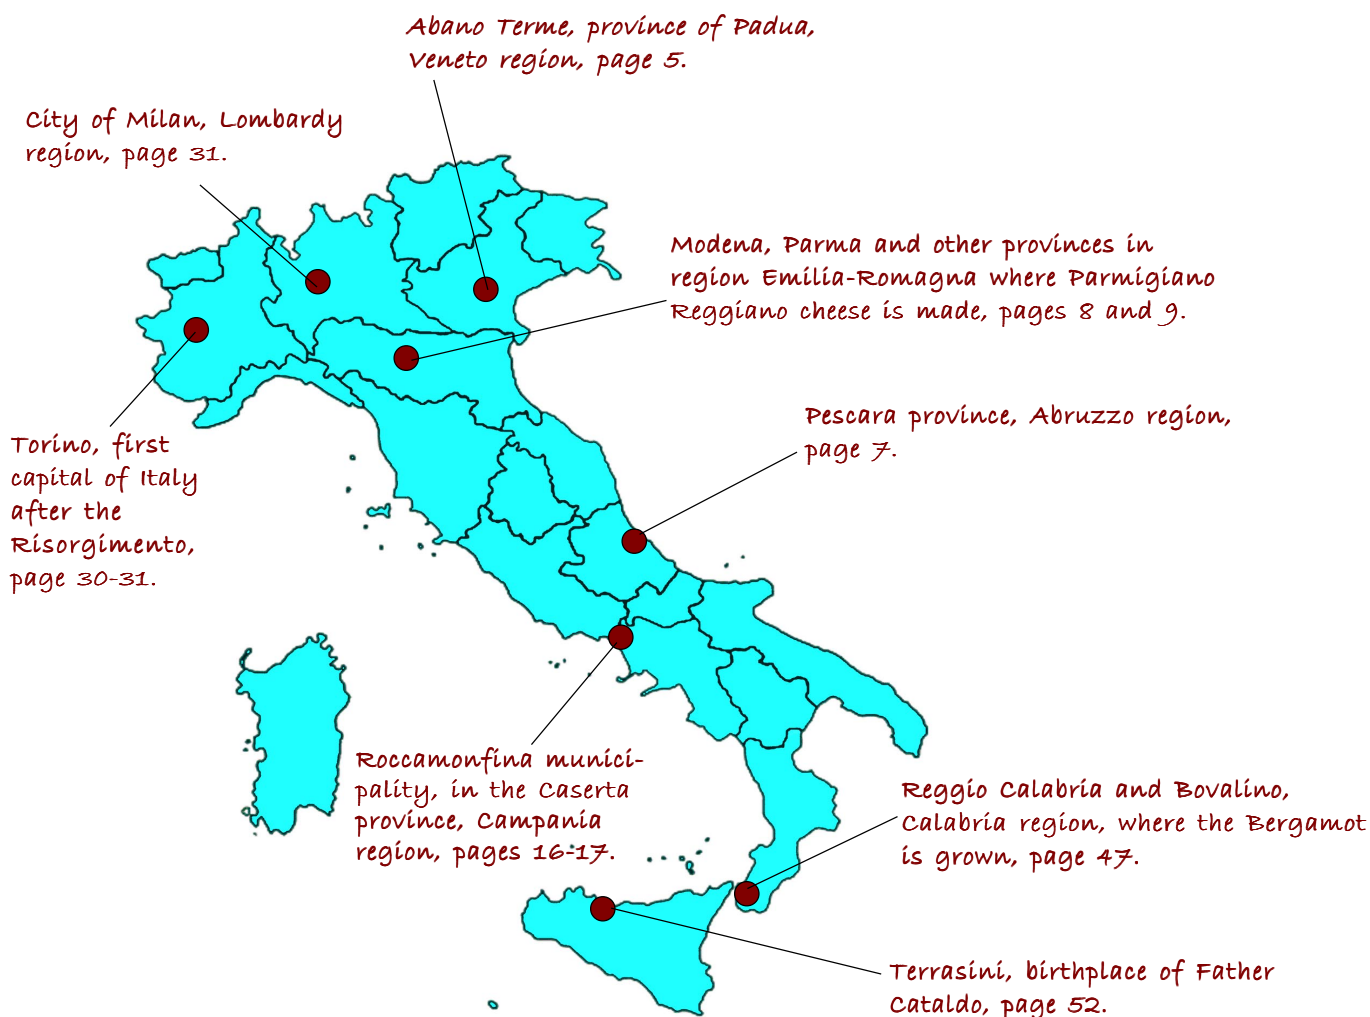 Abano Terme, province of Padua,
Veneto region, page 5.
City of Milan, Lombardy
region, page 31.
Modena, Parma and other provinces in
region Emilia-Romagna where Parmigiano
Reggiano cheese is made, pages 8 and 9.
Pescara province, Abruzzo region,
page 7.
Torino, first
capital of Italy
after the
Risorgimento,
page 30-31.
Roccamonfina munici-
pality, in the Caserta
province, Campania
region, pages 16-17.
Reggio Calabria and Bovalino,
Calabria region, where the Bergamot
is grown, page 47.
Terrasini, birthplace of Father
Cataldo, page 52.